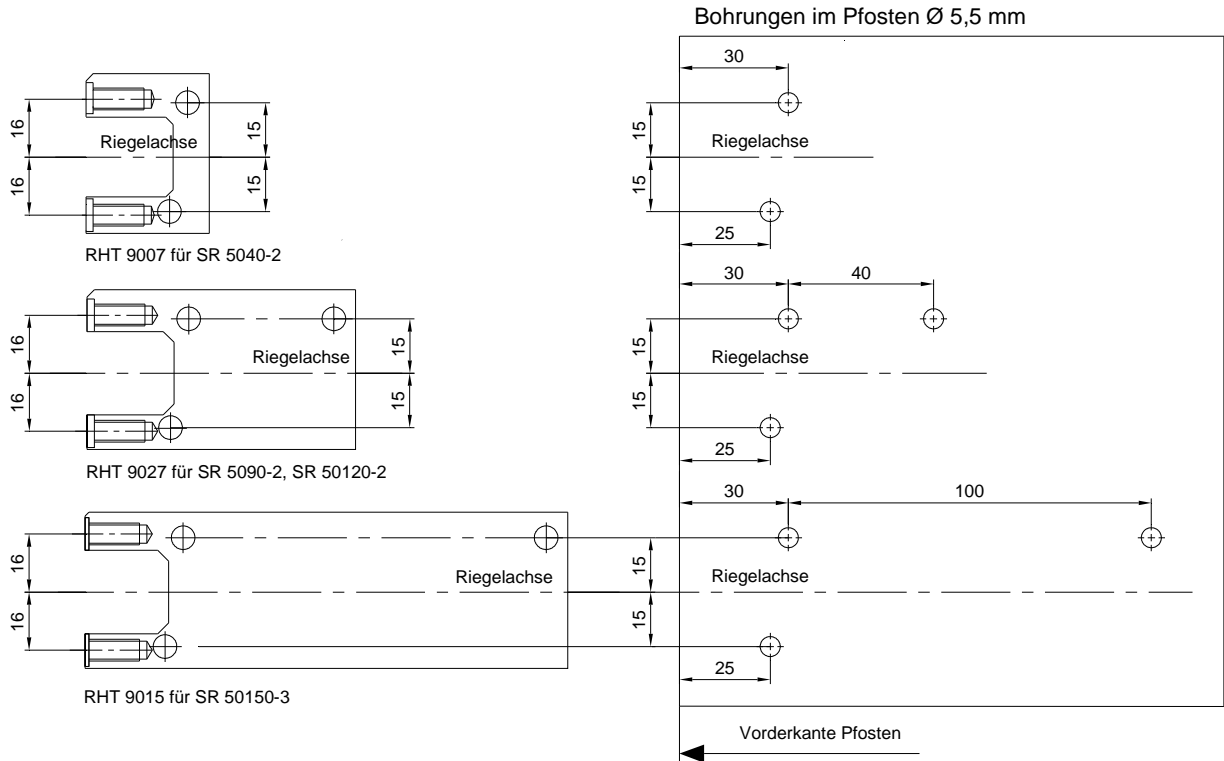 Bohrungen im Pfosten Ø 5,5 mm
30
16
16
Riegelachse
15
15
15
15
Riegelachse
25
RHT 9007 für SR 5040-2
30
40
16
16
Riegelachse
15
15
15
15
Riegelachse
25
RHT 9027 für SR 5090-2, SR 50120-2
30
100
16
16
Riegelachse
15
15
Riegelachse
25
RHT 9015 für SR 50150-3
Vorderkante Pfosten